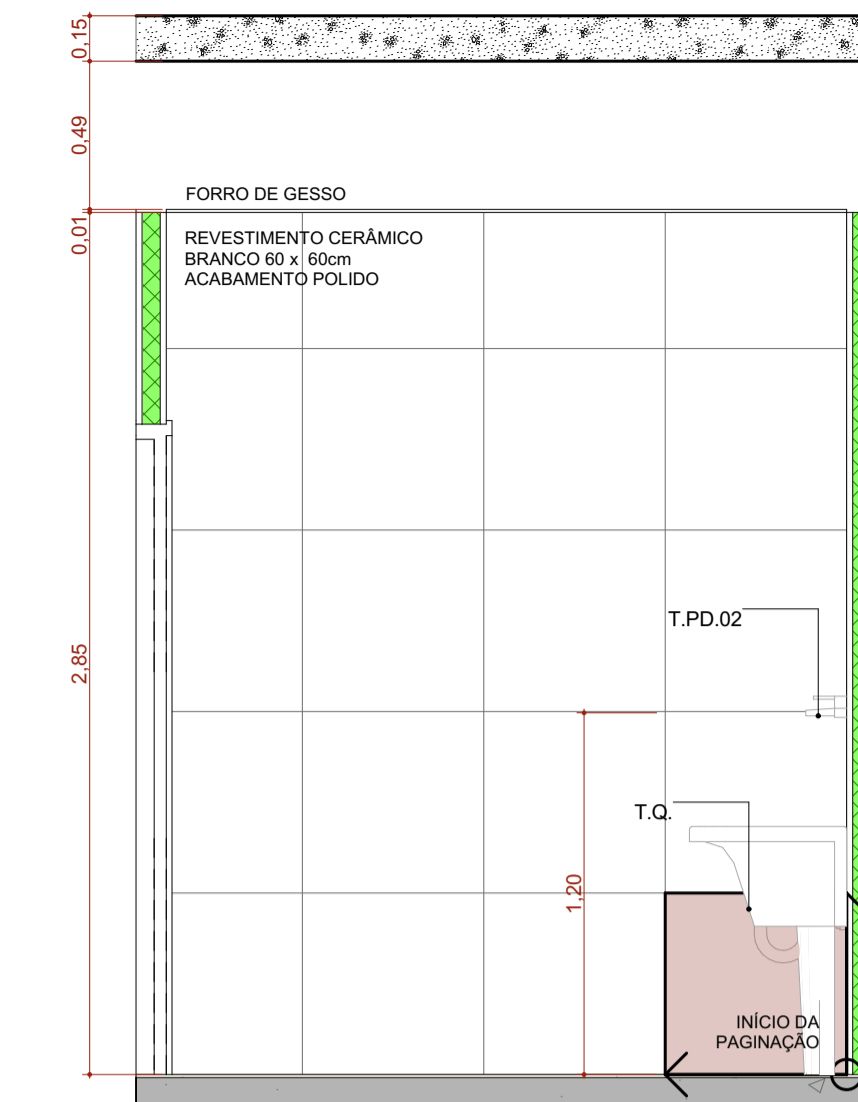 0,15
0,49
FORRO DE GESSO
0,01
REVESTIMENTO CERÂMICO
BRANCO 60 x 60cm
ACABAMENTO POLIDO
T.PD.02
2,85
T.Q.
1,20
INÍCIO DA
PAGINAÇÃO